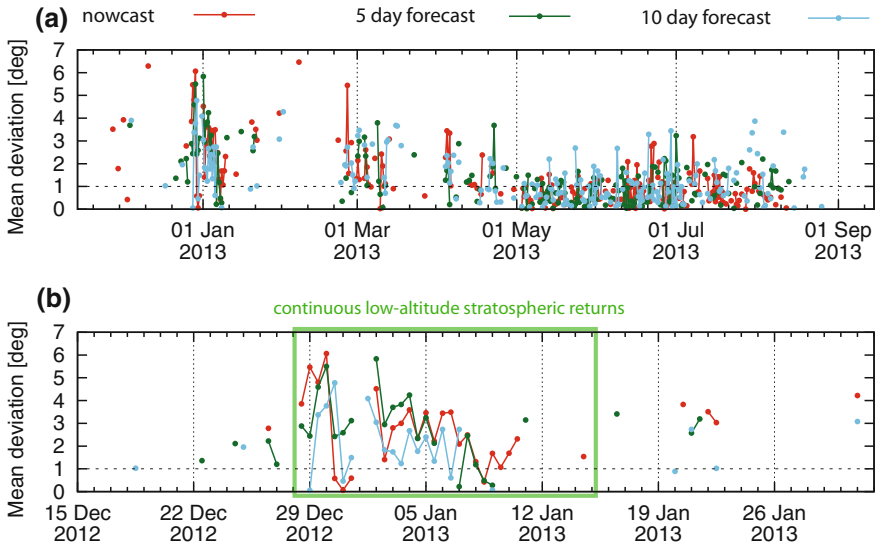 (a) nowcast 5 day forecast 10 day forecast
Mean deviation [deg]
7
6
5
4
3
2
1
0
01 Jan 01 Mar 01 May 01 Jul 01 Sep
2013 2013 2013 2013 2013
(b)
continuous low-altitude stratospheric returns
Mean deviation [deg]
7
6
5
4
3
2
1
0
15 Dec 22 Dec 29 Dec 05 Jan 12 Jan 19 Jan 26 Jan
2012 2012 2012 2013 2013 2013 2013